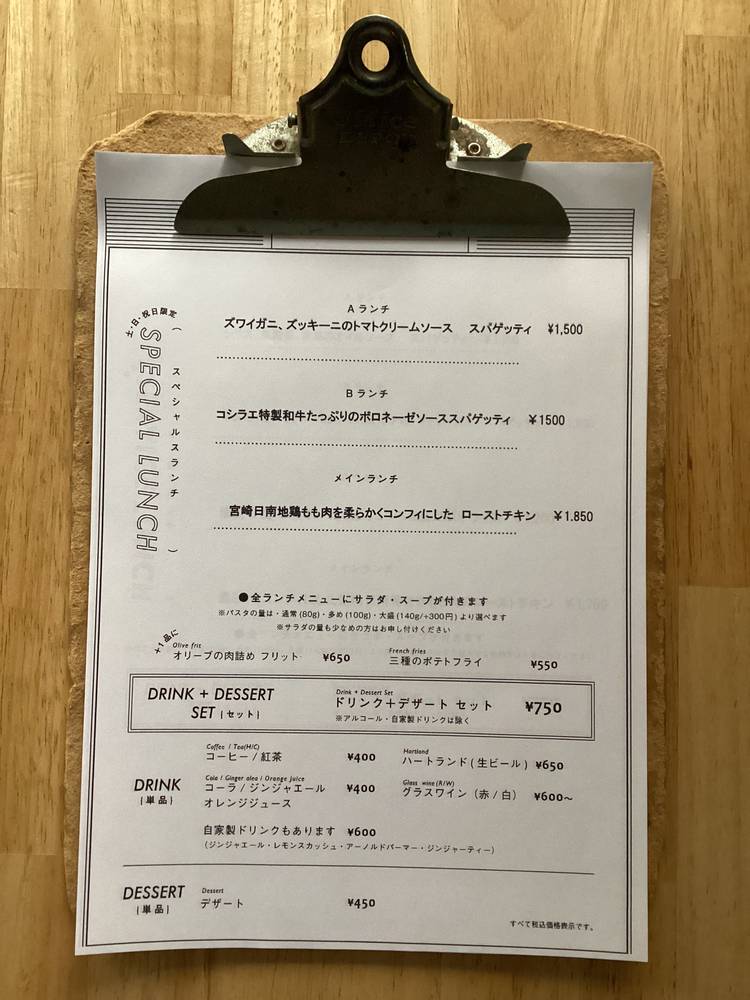 土・日・祝日限定
SPECIAL LUNCH
(スペシャルスランチ)
Aランチ
ズワイガニ、ズッキーニのトマトクリームソース スパゲッティ ¥1,500
Bランチ
コシラエ特製和牛たっぷりのボロネーゼソーススパゲッティ ¥1500
メインランチ
宮崎日南地鶏もも肉を柔らかくコンフィにした ローストチキン ¥1.850
●全ランチメニューにサラダ・スープが付きます
※パスタの量は・通常(80g)・多め(100g)・大盛(140g/+300円)より選べます
※サラダの量も少なめの方はお申し付けください
+1品に
Olive frit
オリーブの肉詰め フリット ¥650
French fries
三種のポテトフライ ¥550
DRINK + DESSERT
SET (セット)
Drink + Dessert Set
ドリンク+デザート セット ¥750
※アルコール・自家製ドリンクは除く
DRINK
(単品)
Coffee / Tea(H/C)
コーヒー/紅茶 ¥400
Hartland
ハートランド(生ビール) ¥650
Cola / Ginger alea / Orange juice
コーラ/ジンジャエール ¥400
オレンジジュース
Glass wine(R/W)
グラスワイン(赤/白) ¥600~
自家製ドリンクもあります ¥600
(ジンジャエール・レモンスカッシュ・アーノルドパーマー・ジンジャーティー)
DESSERT
(単品)
Dessert
デザート ¥450
すべて税込価格表示です。